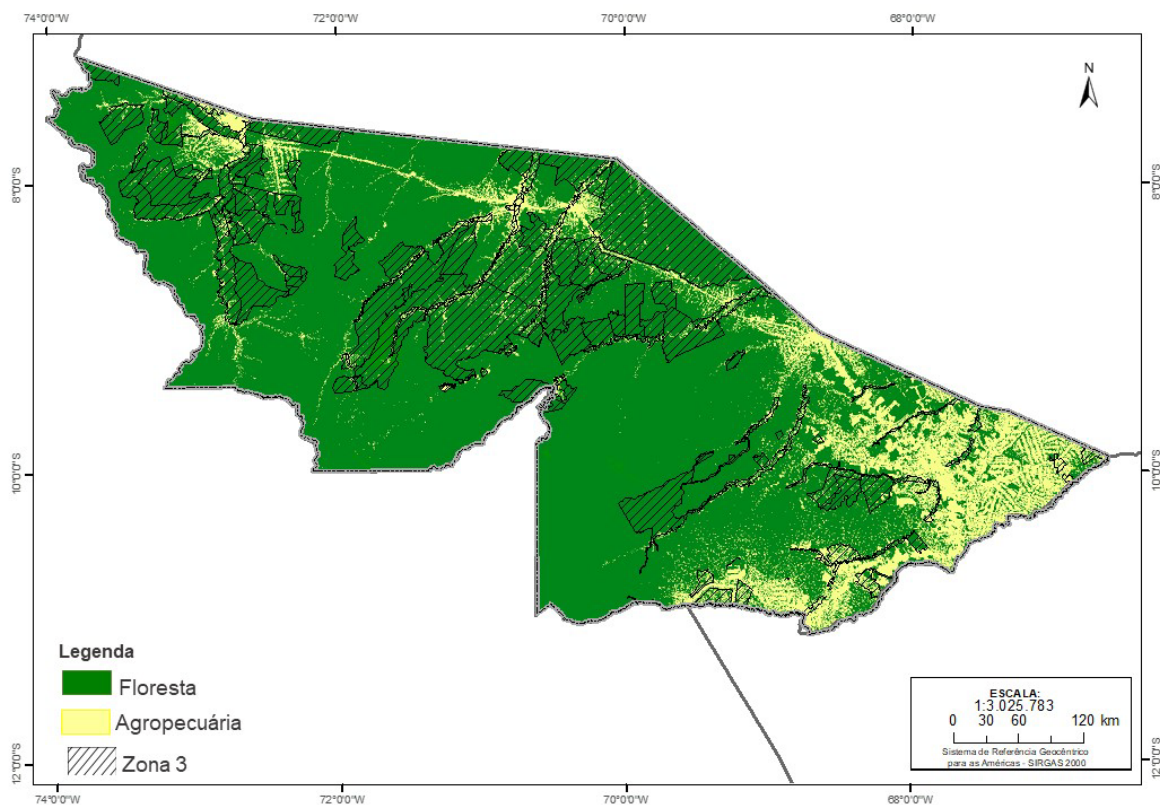 74°0'0"W 72°0'0"W 70°0'0"W 68°0'0"W
N
8°0'0"S 8°0'0"S
10°0'0"S 10°0'0"S
Legenda
Floresta
Agropecuária
Zona 3
ESCALA:
1:3.025.783
0 30 60 120 km
Sistema de Referência Geocêntrico
para as Américas - SIRGAS 2000
12°0'0"S 12°0'0"S
74°0'0"W 72°0'0"W 70°0'0"W 68°0'0"W